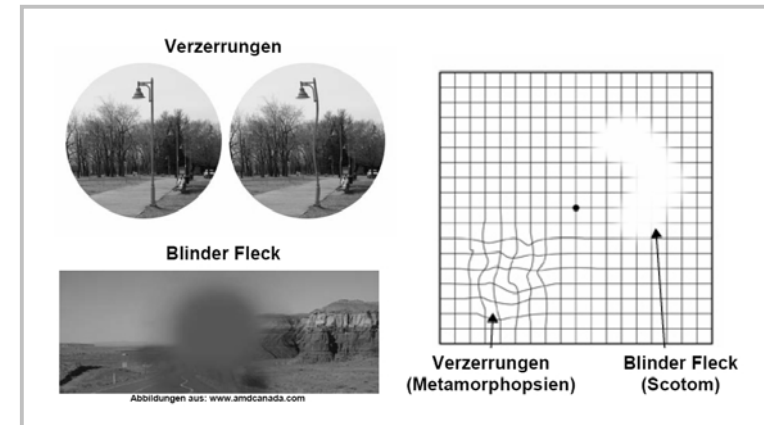 Verzerrungen
Blinder Fleck
Abbildungen aus: www.amdcanada.com
Verzerrungen
(Metamorphopsien)
Blinder Fleck
(Scotom)